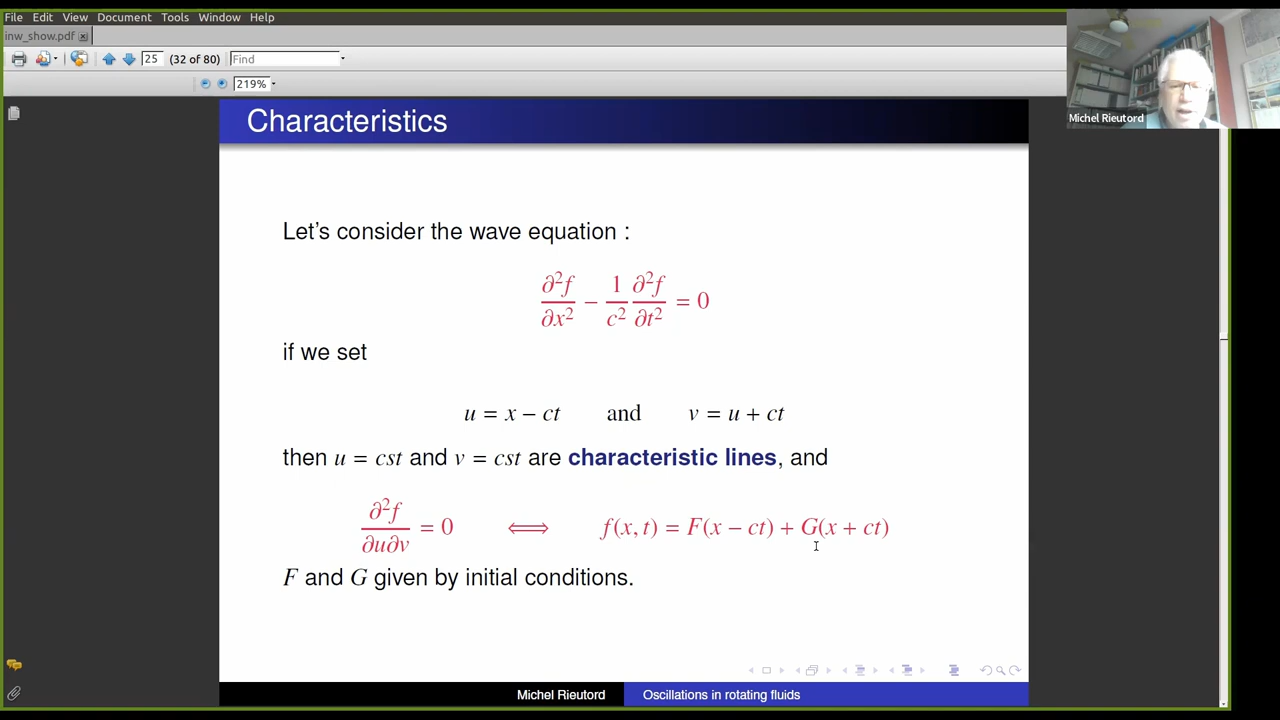 File Edit View Document Tools Window Help
inw_show.pdf
25 (32 of 80) Find
219%
Michel Rieutord
Characteristics
Let's consider the wave equation :
∂²f/∂x² − 1/c² ∂²f/∂t² = 0
if we set
u = x − ct and v = u + ct
then u = cst and v = cst are characteristic lines, and
∂²f/∂u∂v = 0 ⟺ f(x, t) = F(x − ct) + G(x + ct)
F and G given by initial conditions.
Michel Rieutord Oscillations in rotating fluids